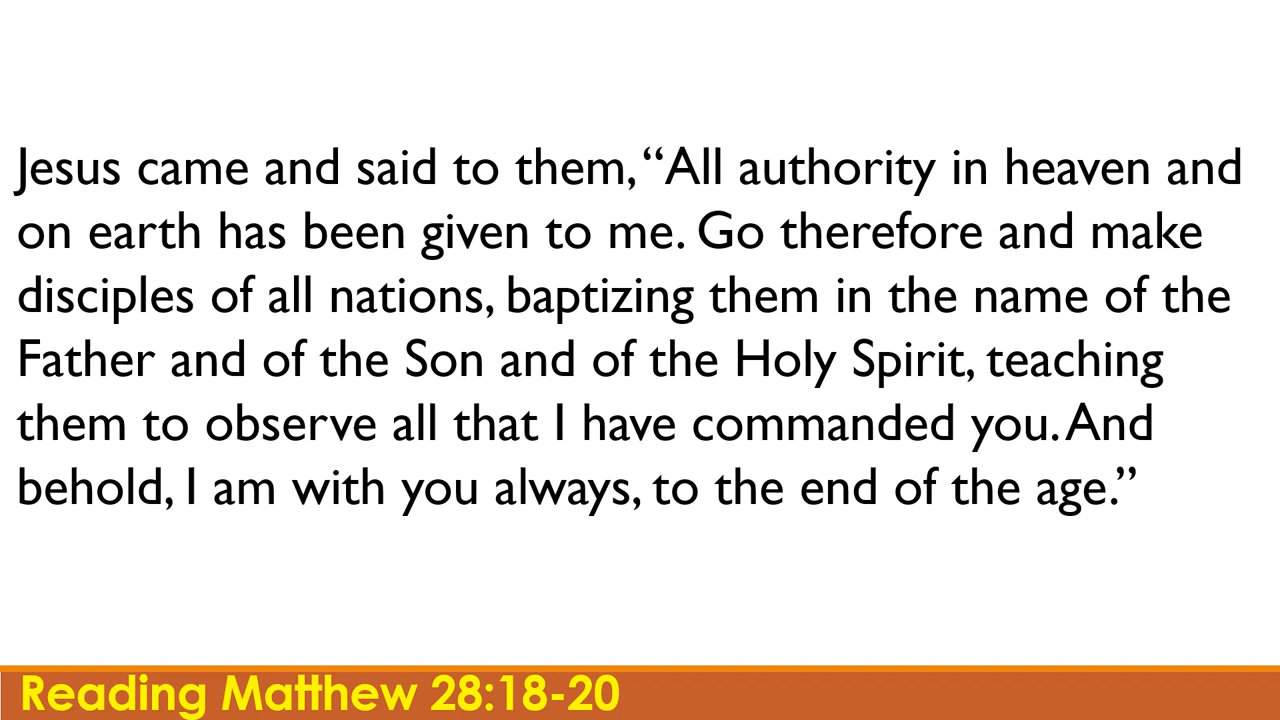 Jesus came and said to them, “All authority in heaven and
on earth has been given to me. Go therefore and make
disciples of all nations, baptizing them in the name of the
Father and of the Son and of the Holy Spirit, teaching
them to observe all that I have commanded you. And
behold, I am with you always, to the end of the age.”
Reading Matthew 28:18-20